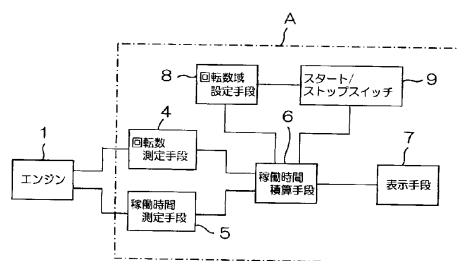 A
8
回転数域
設定手段
スタート/
ストップスイッチ
9
4
回転数
測定手段
6
1
エンジン
稼働時間
積算手段
7
表示手段
稼働時間
測定手段
5